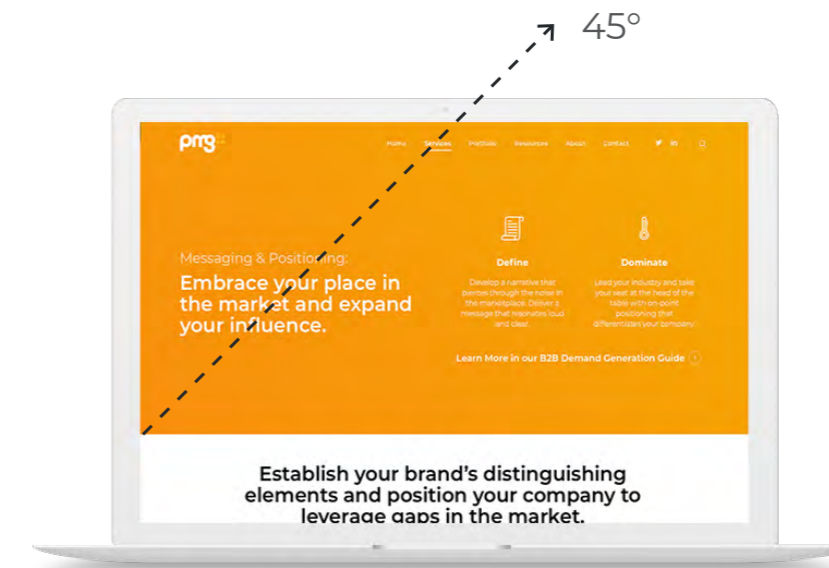 45°
pmg
Home Services Portfolio Resources About Contact
Messaging & Positioning:
Embrace your place in
the market and expand
your influence.
Define
Develop a narrative that
pierces through the noise in
the marketplace. Deliver a
message that resonates loud
and clear.
Dominate
Lead your industry and take
your seat at the head of the
table with on-point
positioning that
differentiates your company.
Learn More in our B2B Demand Generation Guide
Establish your brand's distinguishing
elements and position your company to
leverage gaps in the market.